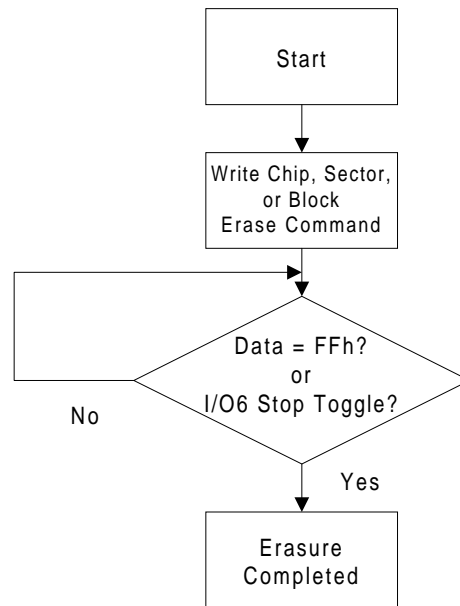 Start
Write Chip, Sector,
or Block
Erase Command
Data = FFh?
or
I/O6 Stop Toggle?
No
Yes
Erasure
Completed